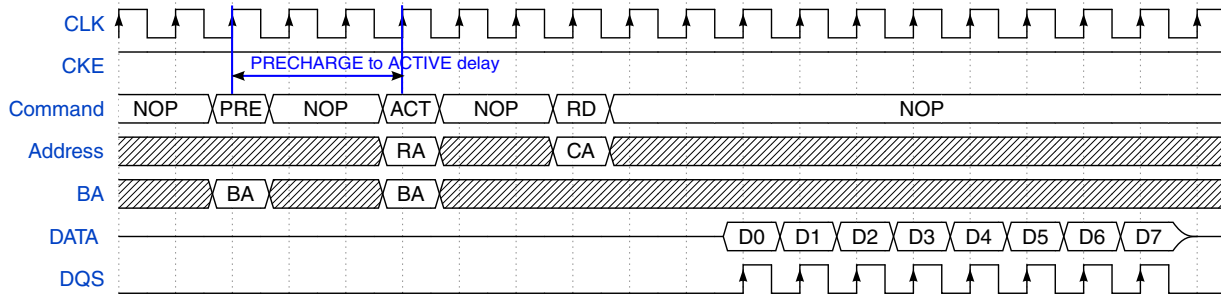 CLK
CKE PRECHARGE to ACTIVE delay
Command NOP PRE NOP ACT NOP RD NOP
Address RA CA
BA BA BA
DATA D0 D1 D2 D3 D4 D5 D6 D7
DQS